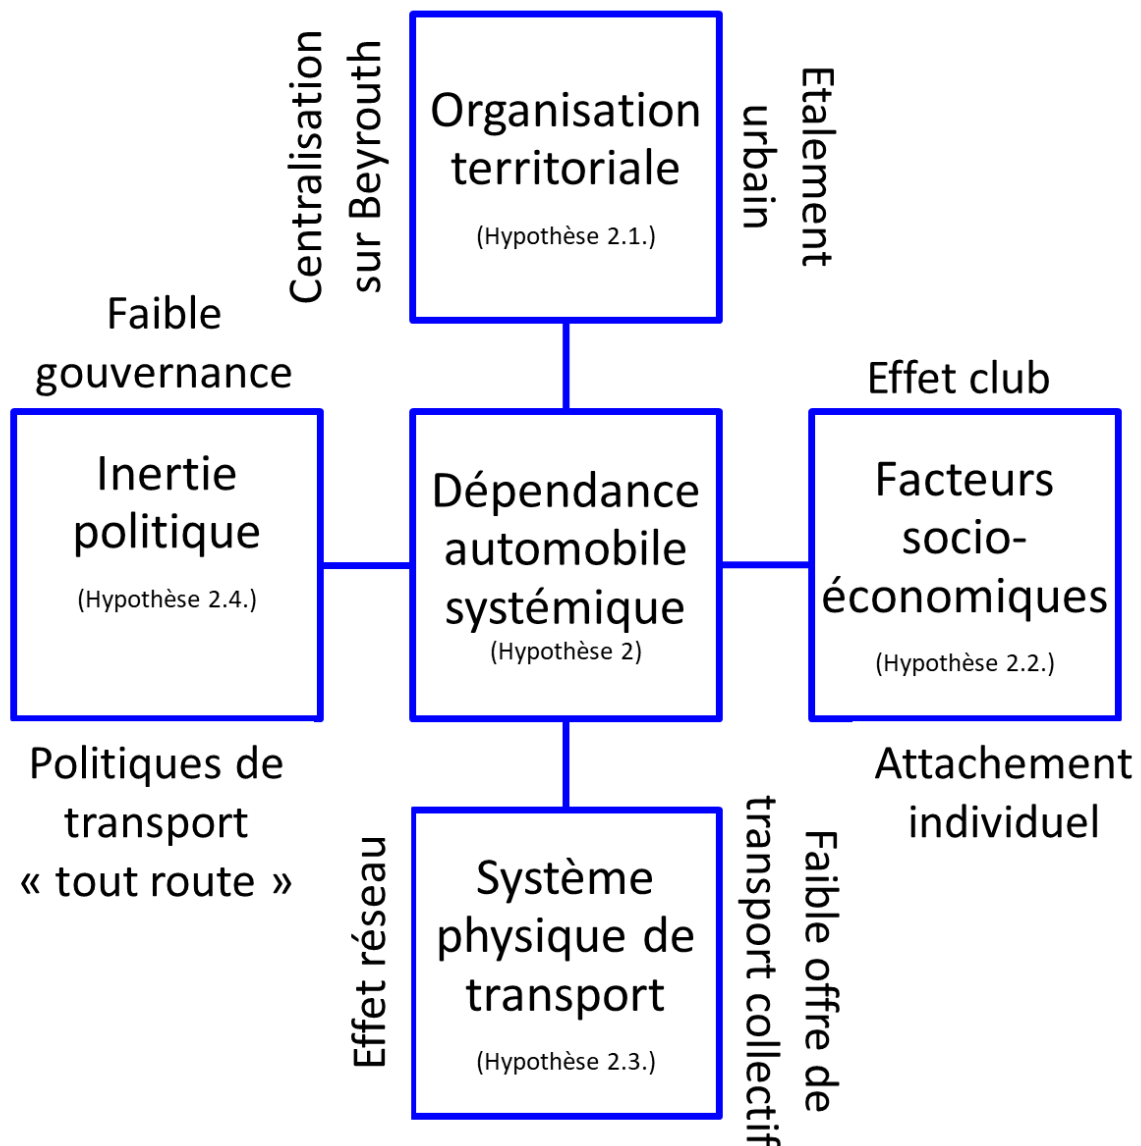 Centralisation
sur Beyrouth
Organisation
territoriale
(Hypothèse 2.1.)
Etalement
urbain
Faible
gouvernance
Inertie
politique
(Hypothèse 2.4.)
Politiques de
transport
« tout route »
Dépendance
automobile
systémique
(Hypothèse 2)
Effet club
Facteurs
socio-
économiques
(Hypothèse 2.2.)
Attachement
individuel
Effet réseau
Système
physique de
transport
(Hypothèse 2.3.)
Faible offre de
transport collectif